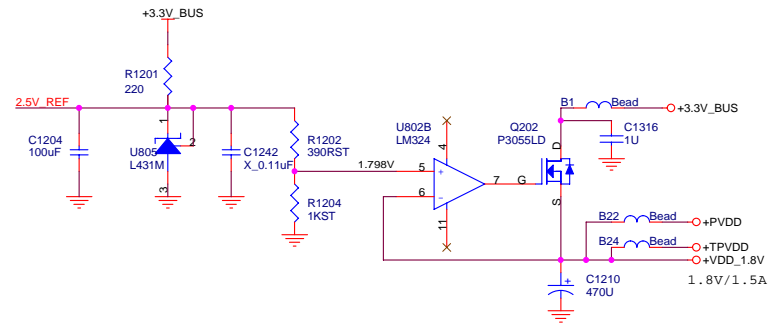 +3.3V_BUS
R1201
220
2.5V_REF
B1
Bead
+3.3V_BUS
1
2
3
C1204
100uF
U805
L431M
C1242
X_0.11uF
R1202
390RST
1.798V
R1204
1KST
U802B
LM324
4
5
+
6
-
7
11
Q202
P3055LD
D
G
S
C1316
1U
B22
Bead
+PVDD
B24
Bead
+TPVDD
+VDD_1.8V
1.8V/1.5A
+
C1210
470U